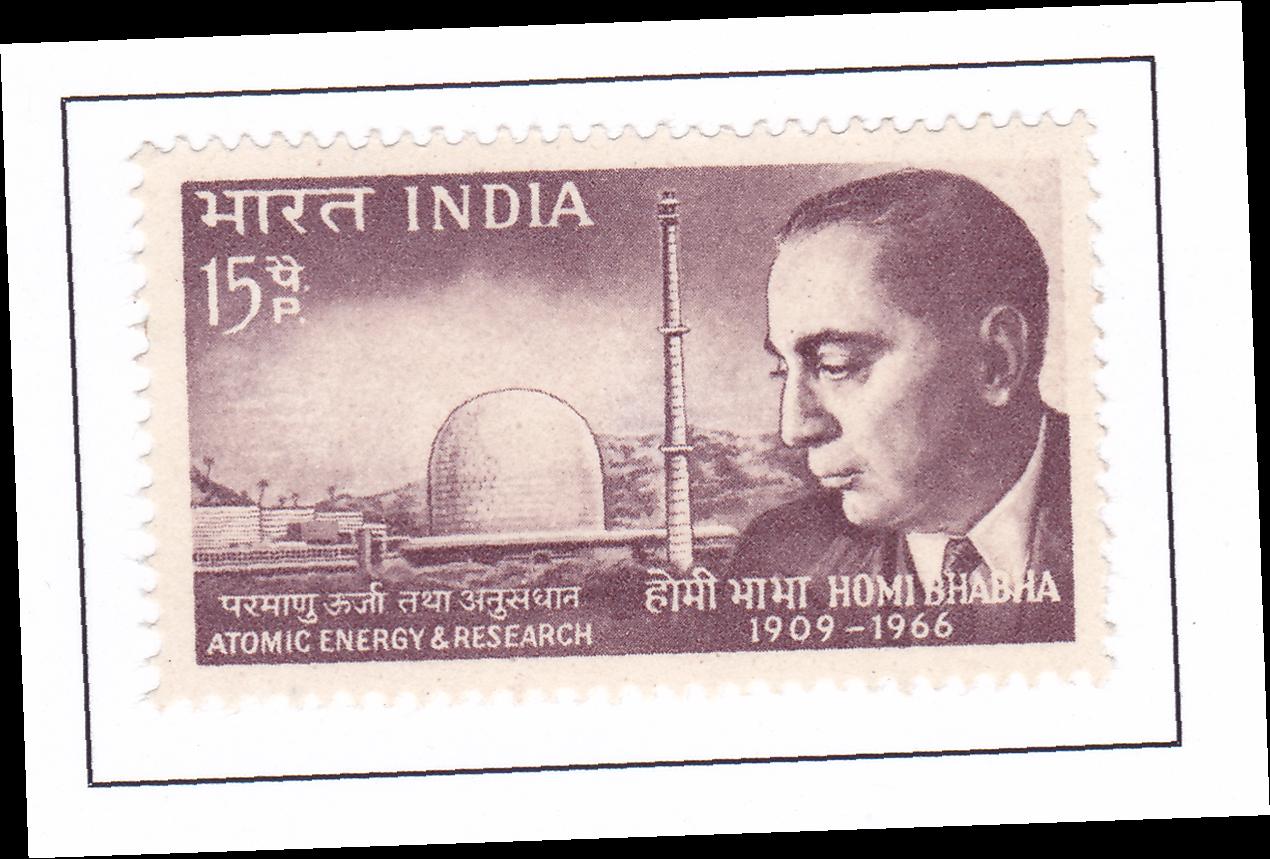 भारत INDIA
15 पै.
P.
परमाणु ऊर्जा तथा अनुसंधान
ATOMIC ENERGY & RESEARCH
होमी भाभा HOMI BHABHA
1909-1966